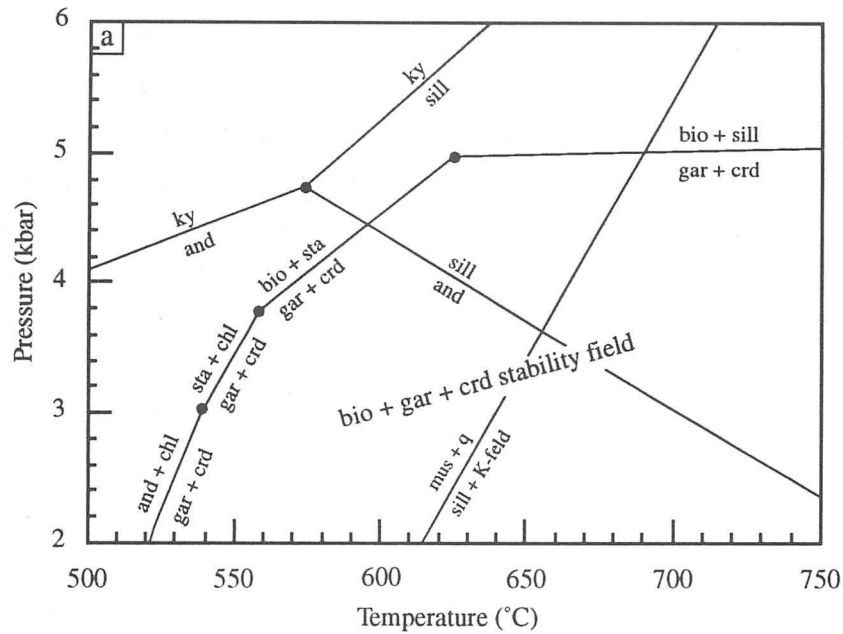 a
6
5
4
3
2
Pressure (kbar)
ky
sill
ky
and
bio + sill
gar + crd
bio + sta
gar + crd
sill
and
sta + chl
gar + crd
bio + gar + crd stability field
and + chl
gar + crd
mus + q
sill + K-feld
500
550
600
650
700
750
Temperature (˚C)